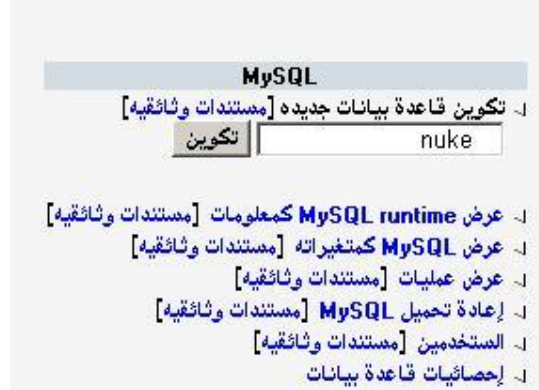 MySQL
تكوين قاعدة بيانات جديده [مستندات وثائقيه]
nuke تكوين
عرض MySQL runtime كمعلومات [مستندات وثائقيه]
عرض MySQL كمتغيراته [مستندات وثائقيه]
عرض عمليات [مستندات وثائقيه]
إعادة تحميل MySQL [مستندات وثائقيه]
الستخدمين [مستندات وثائقيه]
إحصائيات قاعدة بيانات